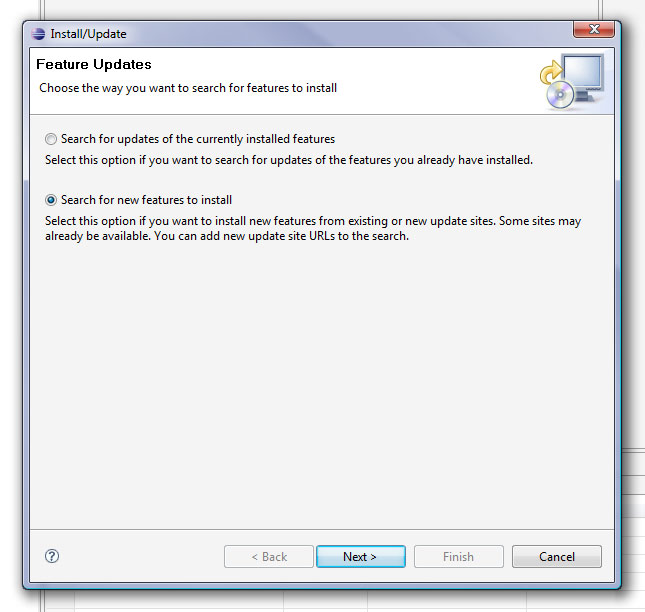 Install/Update
Feature Updates
Choose the way you want to search for features to install
Search for updates of the currently installed features
Select this option if you want to search for updates of the features you already have installed.
Search for new features to install
Select this option if you want to install new features from existing or new update sites. Some sites may
already be available. You can add new update site URLs to the search.
? < Back Next > Finish Cancel